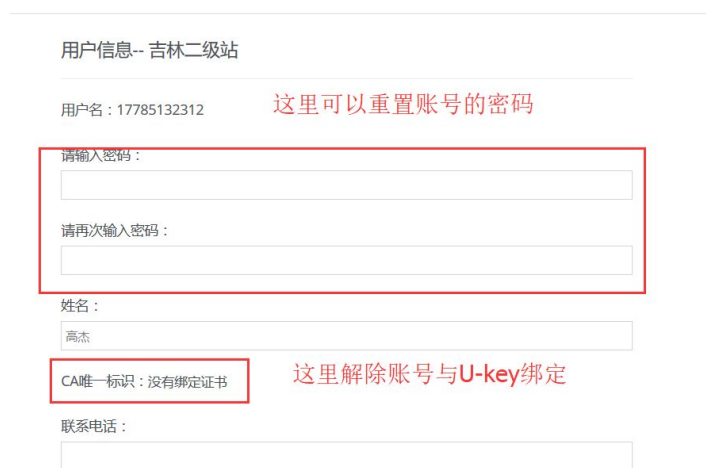 用户信息-- 吉林二级站
用户名：17785132312
这里可以重置账号的密码
请输入密码：
请再次输入密码：
姓名：
高杰
CA唯一标识：没有绑定证书
这里解除账号与U-key绑定
联系电话：